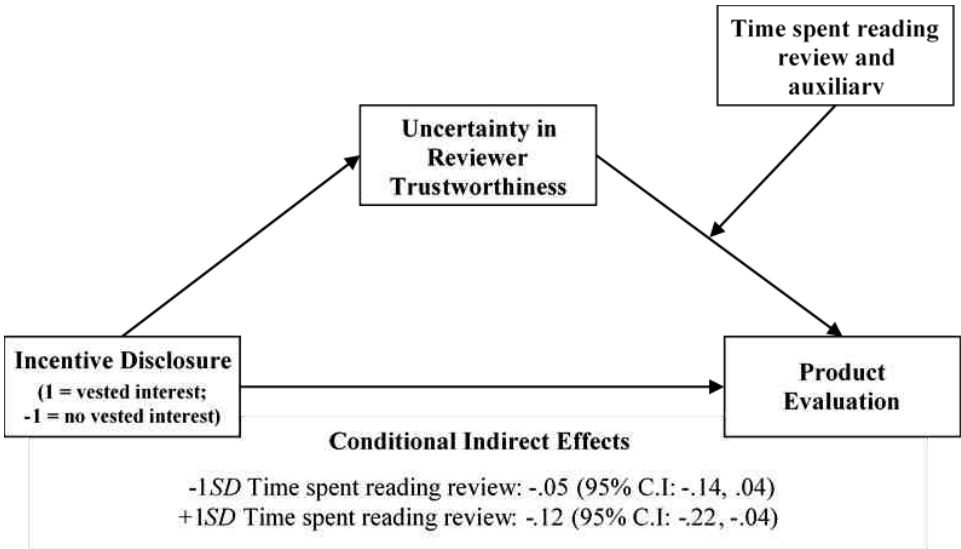 Time spent reading
review and
auxiliary
Uncertainty in
Reviewer
Trustworthiness
Incentive Disclosure
(1 = vested interest;
-1 = no vested interest)
Product
Evaluation
Conditional Indirect Effects
-1SD Time spent reading review: -.05 (95% C.I: -.14, .04)
+1SD Time spent reading review: -.12 (95% C.I: -.22, -.04)